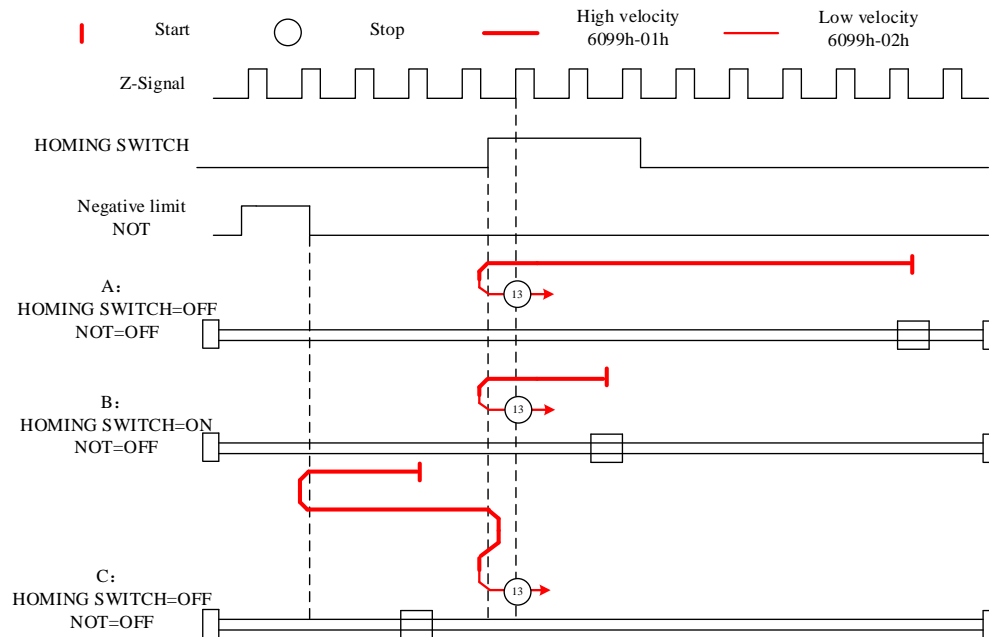 Start
Stop
High velocity
6099h-01h
Low velocity
6099h-02h
Z-Signal
HOMING SWITCH
Negative limit
NOT
13
A：
HOMING SWITCH=OFF
NOT=OFF
13
B：
HOMING SWITCH=ON
NOT=OFF
13
C：
HOMING SWITCH=OFF
NOT=OFF